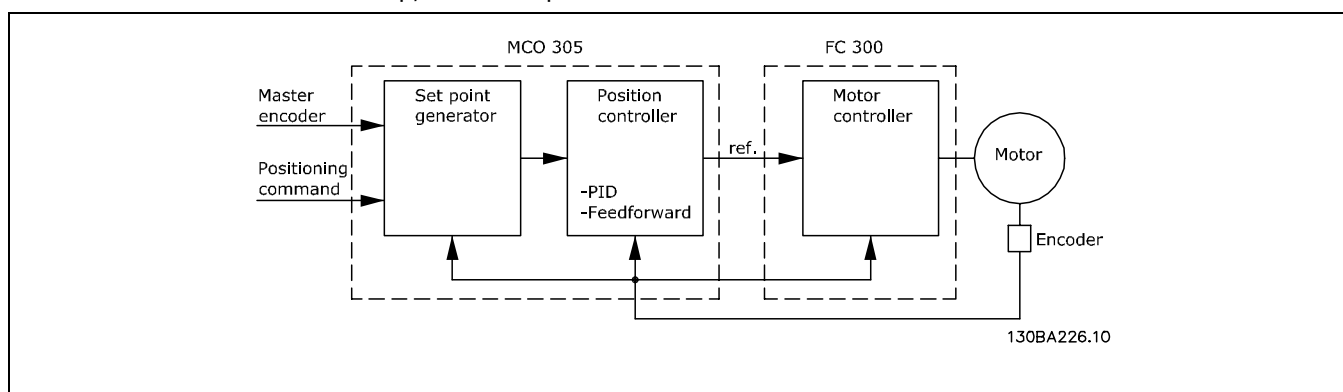 MCO 305
FC 300
Master
encoder
Positioning
command
Set point
generator
Position
controller
-PID
-Feedforward
ref.
Motor
controller
Motor
Encoder
130BA226.10